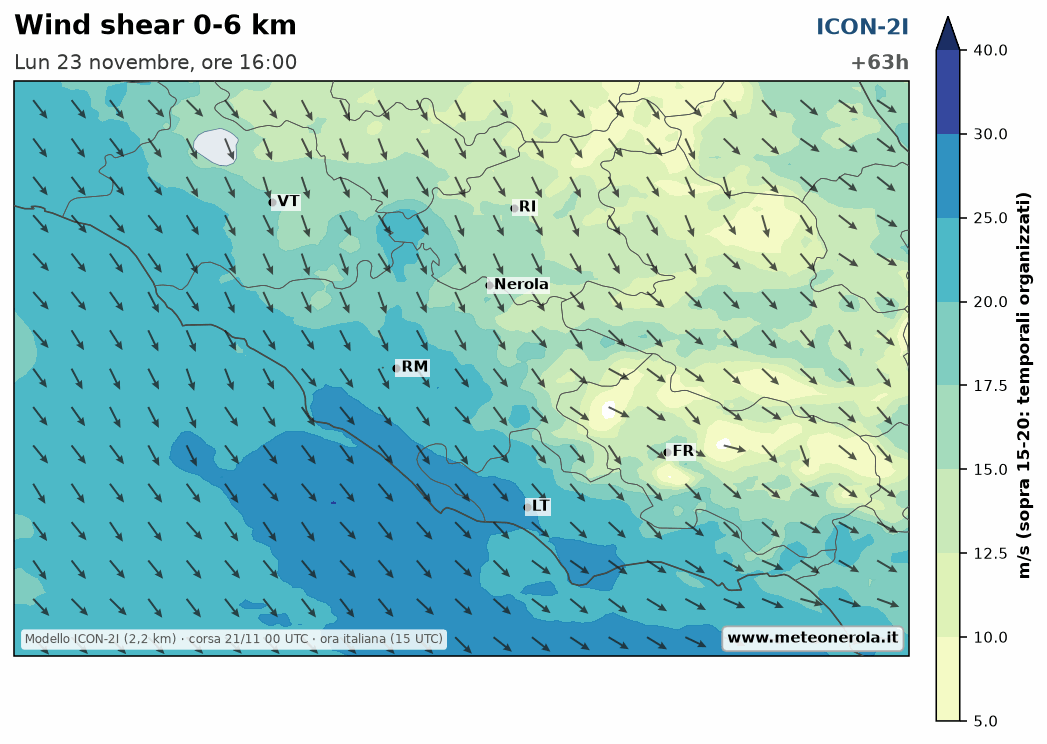 Wind shear 0-6 km
ICON-2I
Lun 23 novembre, ore 16:00
+63h
40.0
30.0
25.0
20.0
17.5
15.0
12.5
10.0
5.0
m/s (sopra 15-20: temporali organizzati)
VT
RI
Nerola
RM
FR
LT
Modello ICON-2I (2,2 km) · corsa 21/11 00 UTC · ora italiana (15 UTC)
www.meteonerola.it